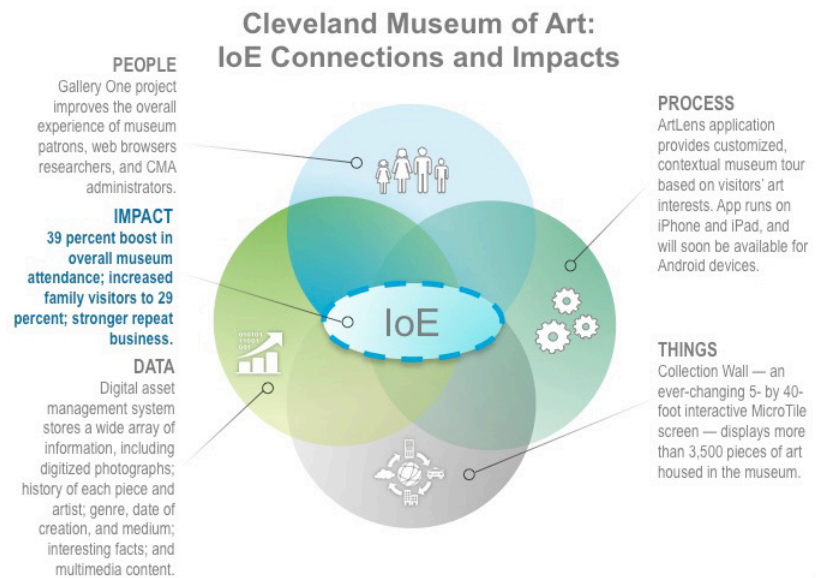 Cleveland Museum of Art:
IoE Connections and Impacts
PEOPLE
Gallery One project
improves the overall
experience of museum
patrons, web browsers
researchers, and CMA
administrators.
IMPACT
39 percent boost in
overall museum
attendance; increased
family visitors to 29
percent; stronger repeat
business.
DATA
Digital asset
management system
stores a wide array of
information, including
digitized photographs;
history of each piece and
artist; genre, date of
creation, and medium;
interesting facts; and
multimedia content.
010101
11001
001
IoE
PROCESS
ArtLens application
provides customized,
contextual museum tour
based on visitors’ art
interests. App runs on
iPhone and iPad, and
will soon be available for
Android devices.
THINGS
Collection Wall — an
ever-changing 5- by 40-
foot interactive MicroTile
screen — displays more
than 3,500 pieces of art
housed in the museum.